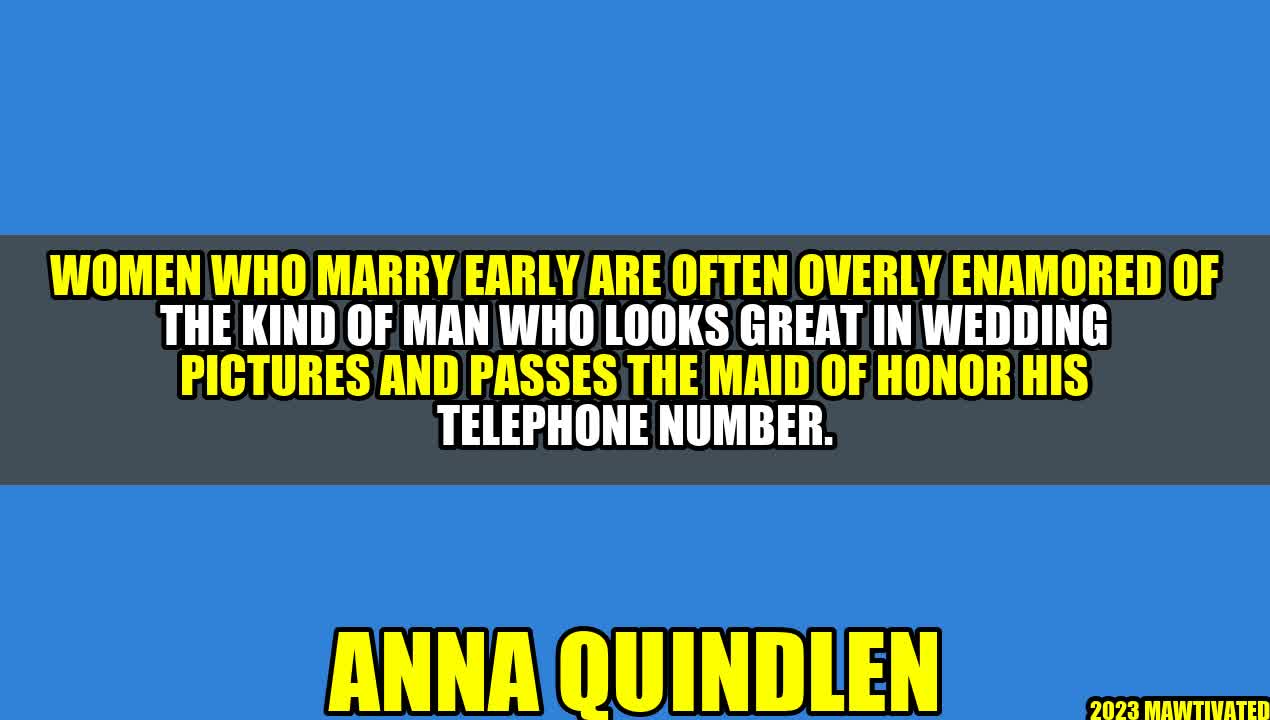 WOMEN WHO MARRY EARLY ARE OFTEN OVERLY ENAMORED OF
THE KIND OF MAN WHO LOOKS GREAT IN WEDDING
PICTURES AND PASSES THE MAID OF HONOR HIS
TELEPHONE NUMBER.
ANNA QUINDLEN
2023 MAWTIVATED